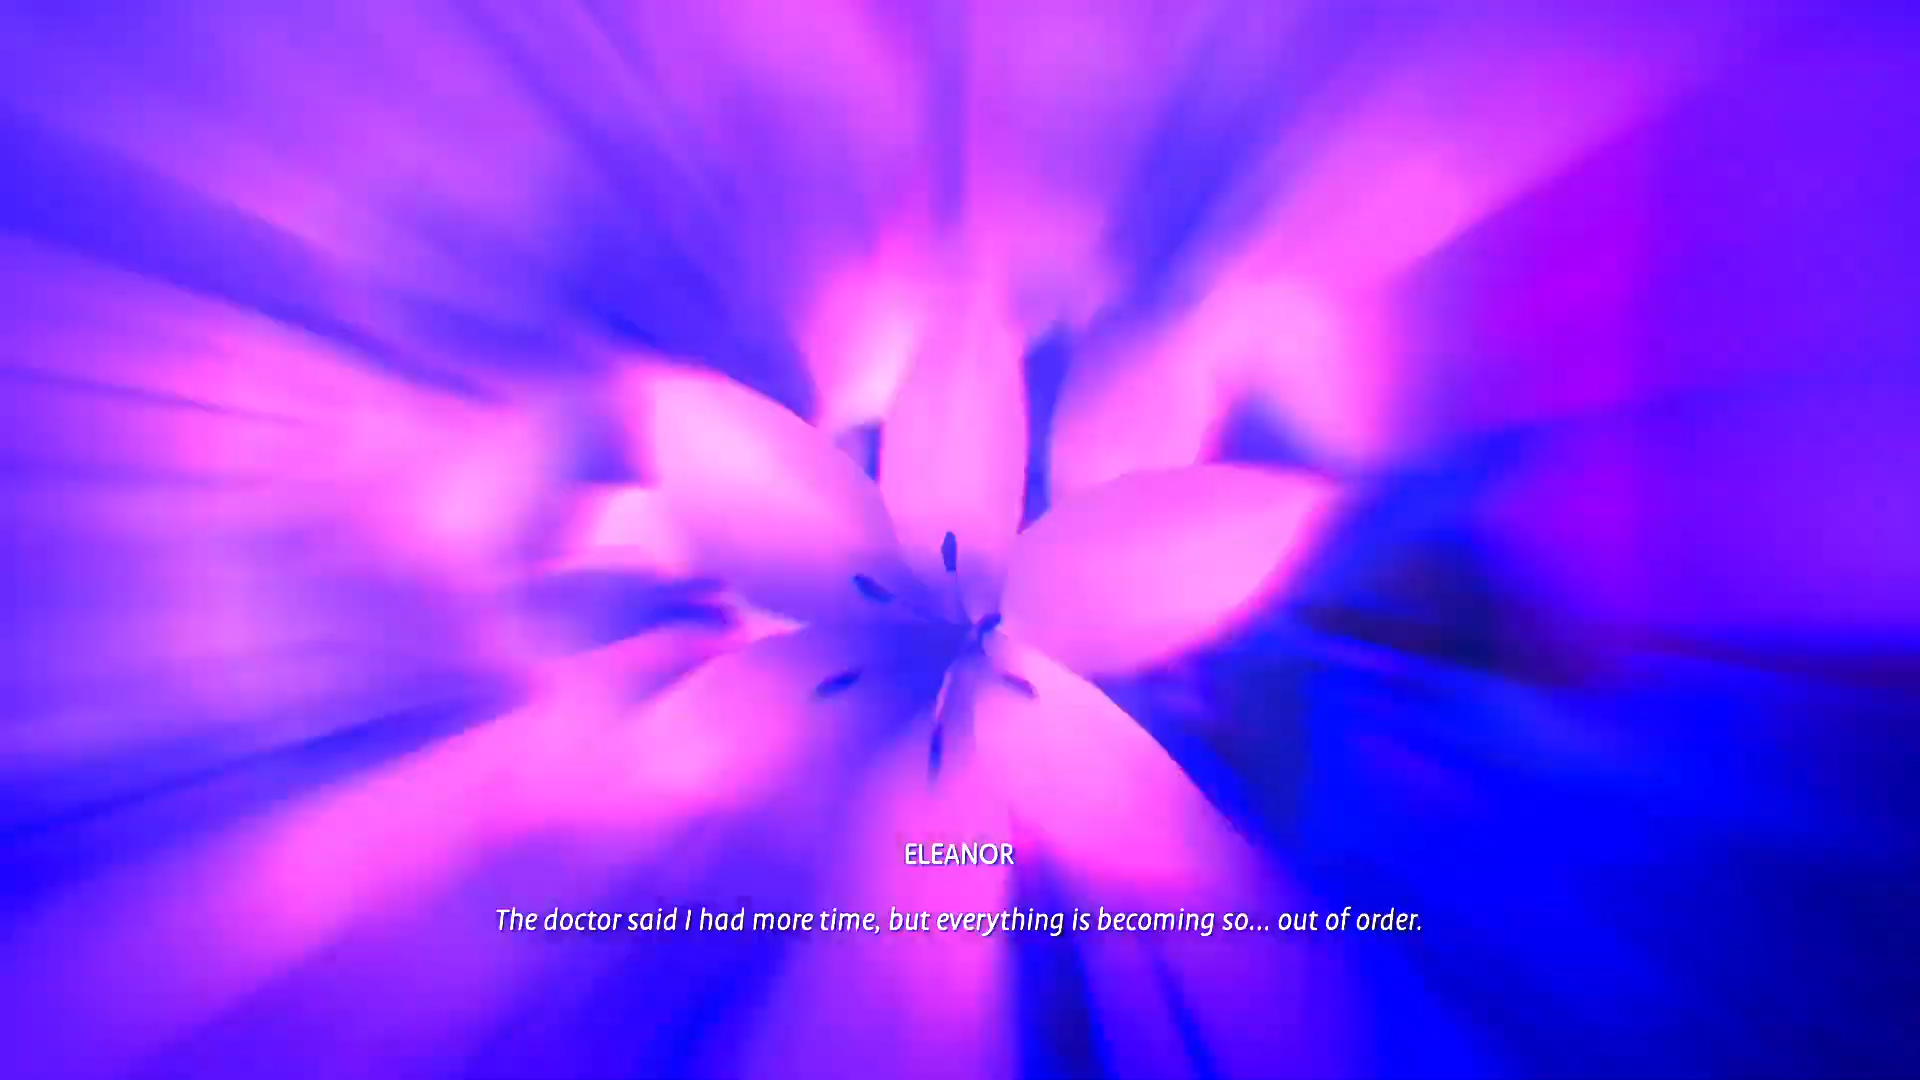 ELEANOR
The doctor said I had more time, but everything is becoming so... out of order.